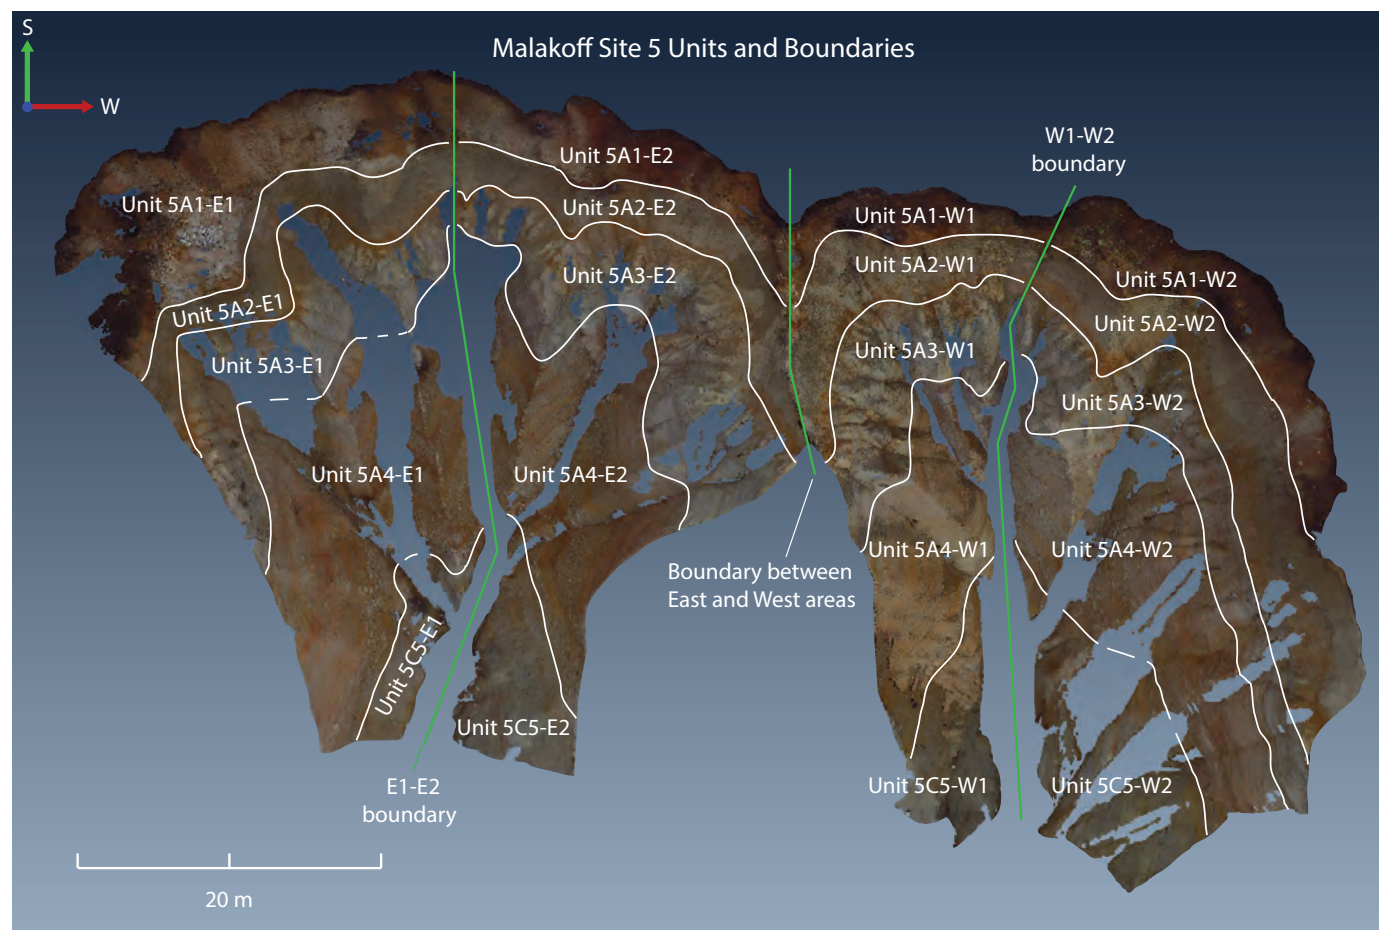 S
W
Malakoff Site 5 Units and Boundaries
W1-W2
boundary
Unit 5A1-E1
Unit 5A1-E2
Unit 5A1-W1
Unit 5A1-W2
Unit 5A2-E1
Unit 5A2-E2
Unit 5A2-W1
Unit 5A2-W2
Unit 5A3-E1
Unit 5A3-E2
Unit 5A3-W1
Unit 5A3-W2
Unit 5A4-E1
Unit 5A4-E2
Unit 5A4-W1
Unit 5A4-W2
Boundary between
East and West areas
Unit 5C5-E1
Unit 5C5-E2
Unit 5C5-W1
Unit 5C5-W2
E1-E2
boundary
20 m